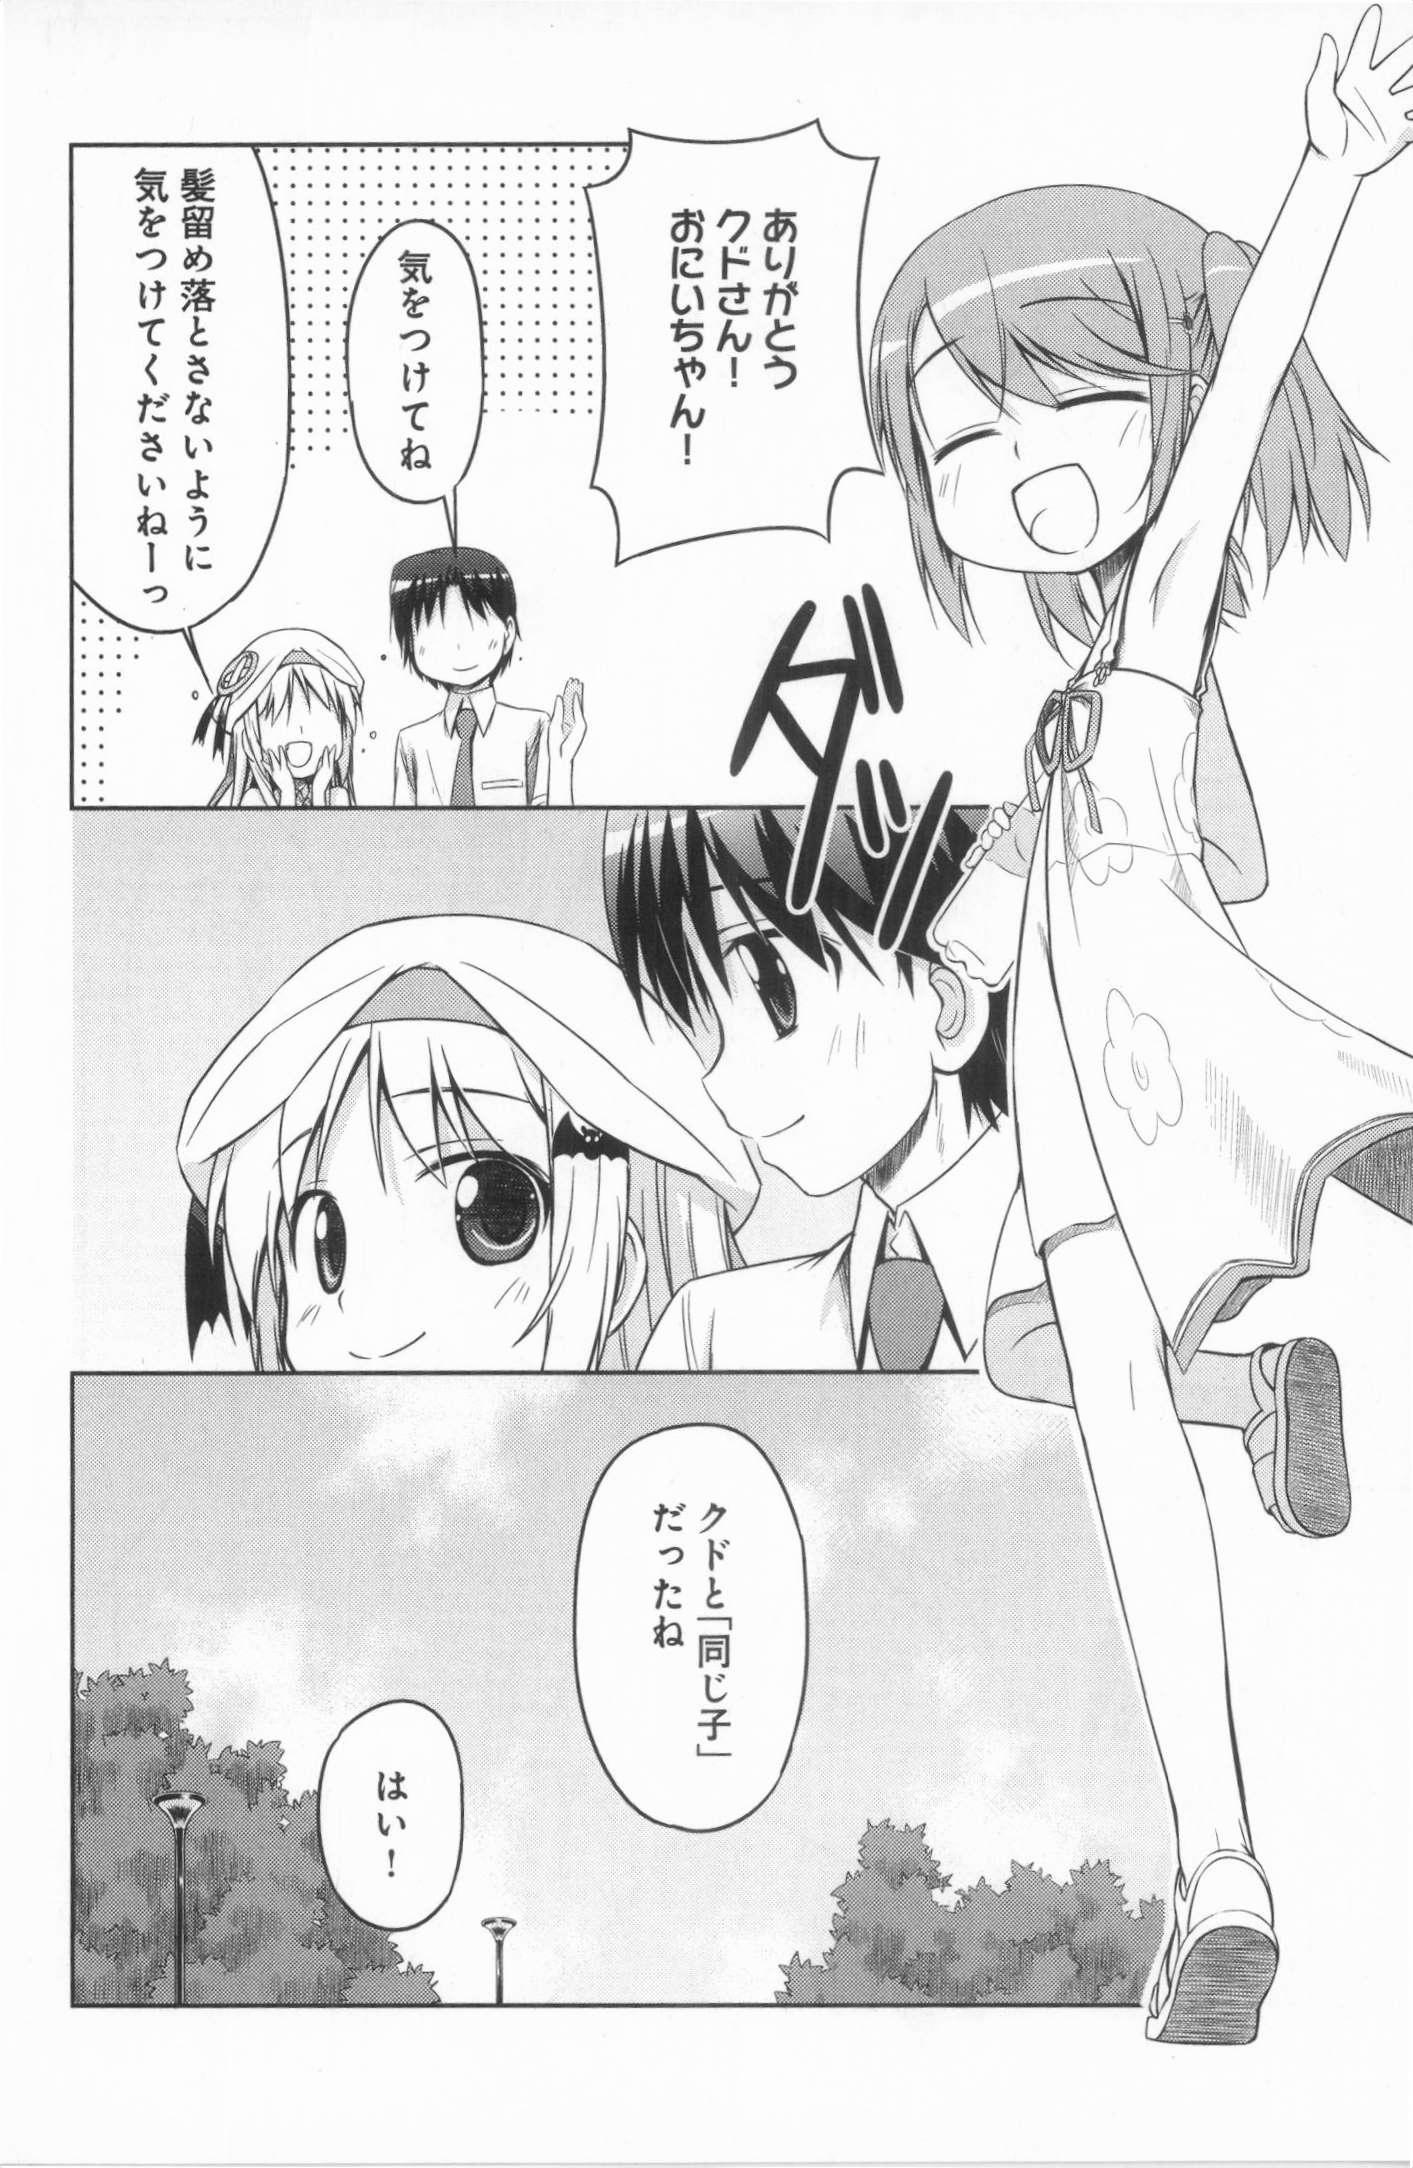 ありがとう
クドさん！
おにいちゃん！
気をつけてね
髪留め落とさないように
気をつけてくださいねーっ
ダッ
クドと「同じ子」
だったね
はい！